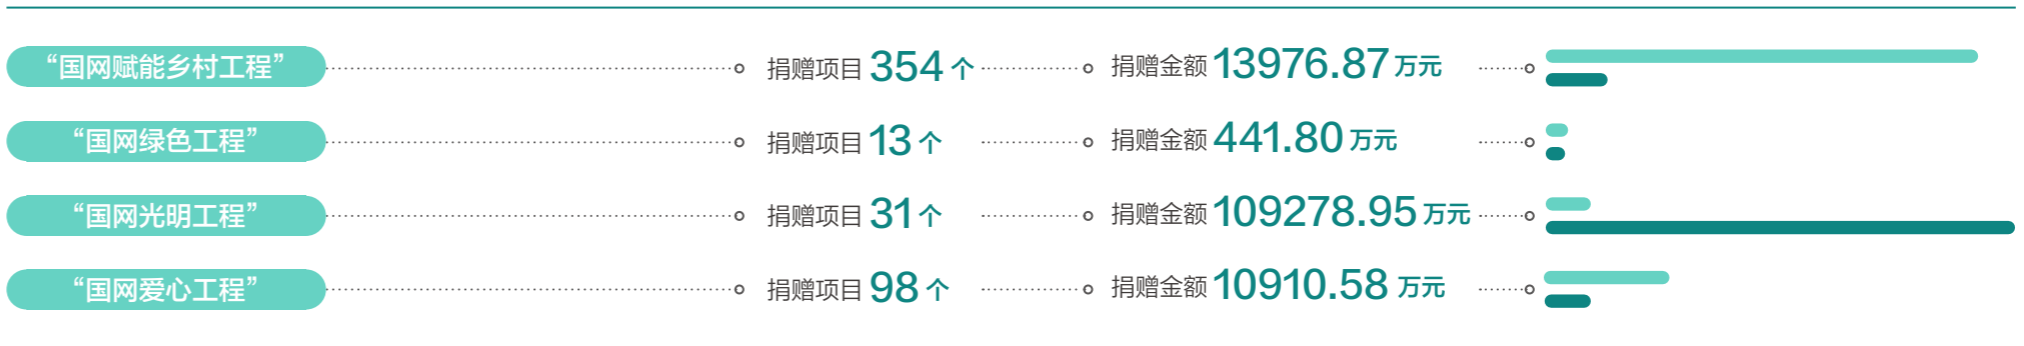 “国网赋能乡村工程” 捐赠项目 354 个 捐赠金额 13976.87 万元
“国网绿色工程” 捐赠项目 13 个 捐赠金额 441.80 万元
“国网光明工程” 捐赠项目 31 个 捐赠金额 109278.95 万元
“国网爱心工程” 捐赠项目 98 个 捐赠金额 10910.58 万元